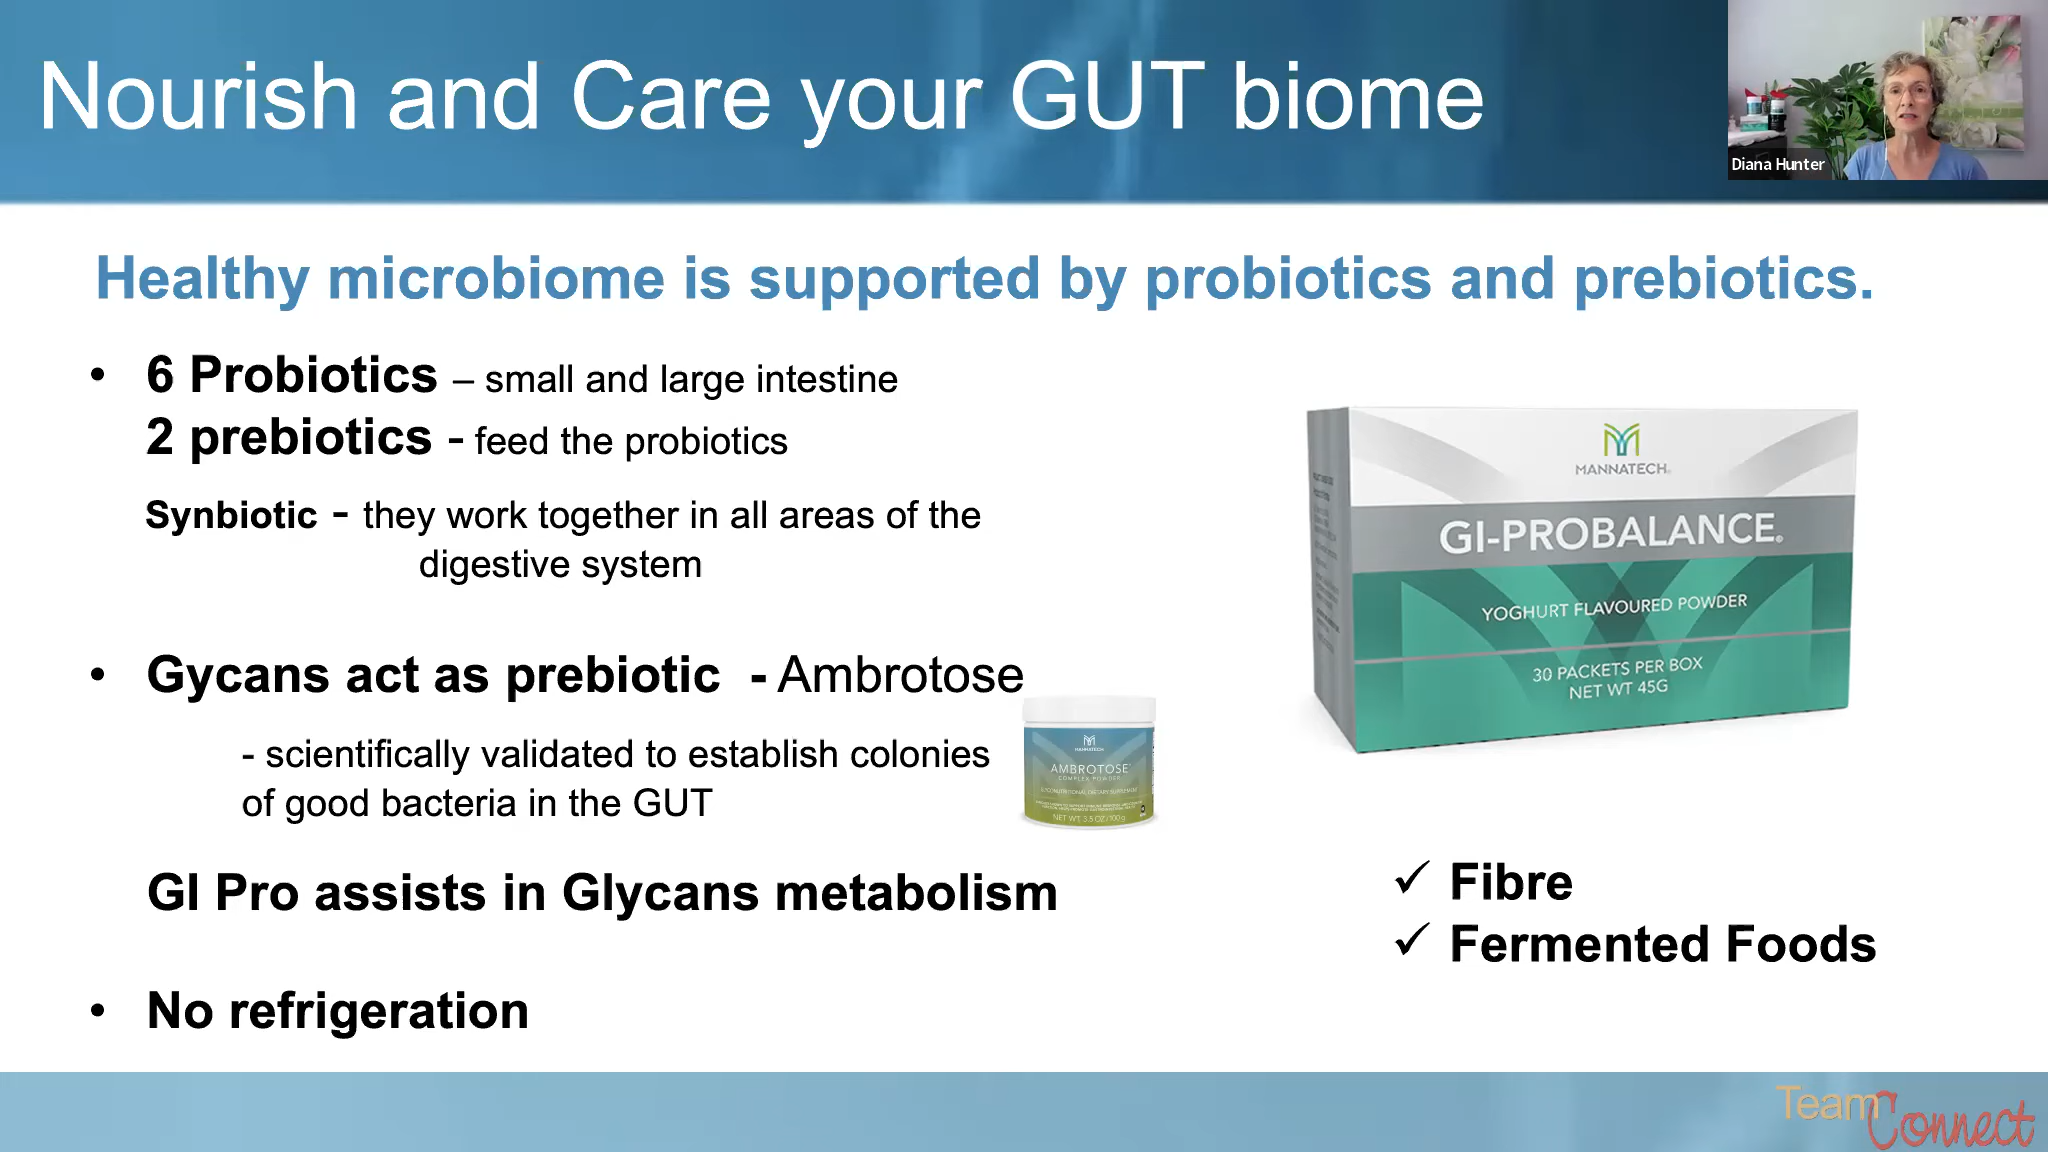 Nourish and Care your GUT biome
Diana Hunter
Healthy microbiome is supported by probiotics and prebiotics.
• 6 Probiotics – small and large intestine
2 prebiotics - feed the probiotics
Synbiotic - they work together in all areas of the
digestive system
• Gycans act as prebiotic - Ambrotose
- scientifically validated to establish colonies
of good bacteria in the GUT
GI Pro assists in Glycans metabolism
• No refrigeration
MANNATECH
AMBROTOSE
COMPLEX POWDER
GLYCONUTRITIONAL DIETARY SUPPLEMENT
NET WT. 3.5 OZ/100g
MANNATECH®
GI-PROBALANCE®
YOGHURT FLAVOURED POWDER
30 PACKETS PER BOX
NET WT 45G
✓ Fibre
✓ Fermented Foods
Team
Connect